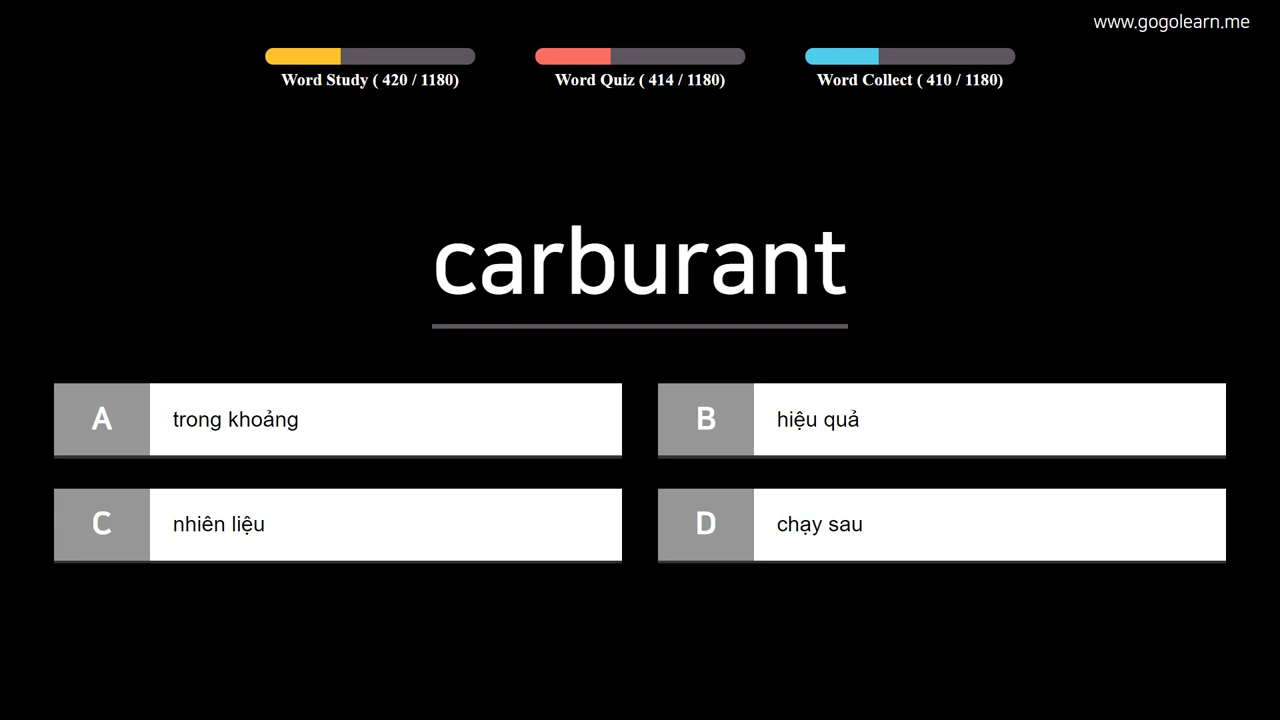 www.gogolearn.me
Word Study ( 420 / 1180)
Word Quiz ( 414 / 1180)
Word Collect ( 410 / 1180)
carburant
A trong khoảng
B hiệu quả
C nhiên liệu
D chạy sau